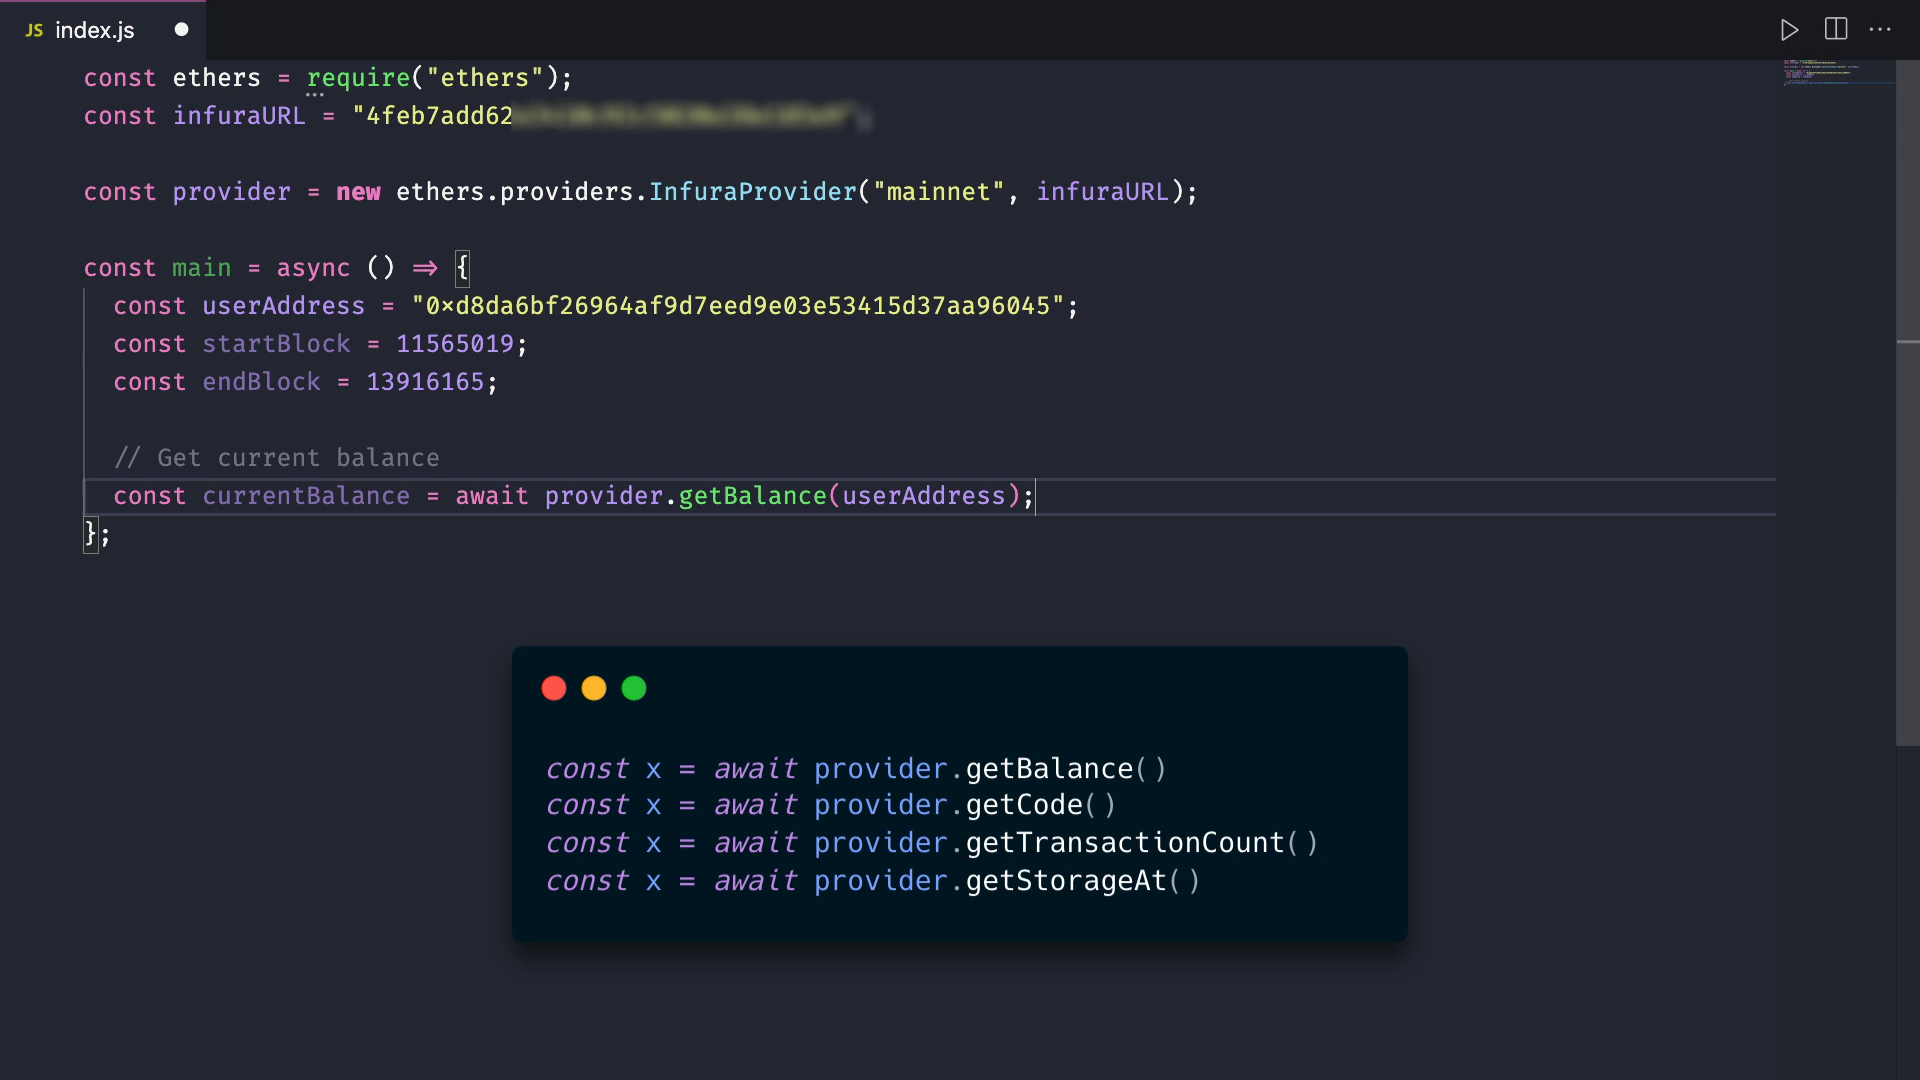 JS index.js
const ethers = require("ethers");
const infuraURL = "4feb7add62
const provider = new ethers.providers.InfuraProvider("mainnet", infuraURL);
const main = async () => {
const userAddress = "0xd8da6bf26964af9d7eed9e03e53415d37aa96045";
const startBlock = 11565019;
const endBlock = 13916165;
// Get current balance
const currentBalance = await provider.getBalance(userAddress);
};
const x = await provider.getBalance()
const x = await provider.getCode()
const x = await provider.getTransactionCount()
const x = await provider.getStorageAt()